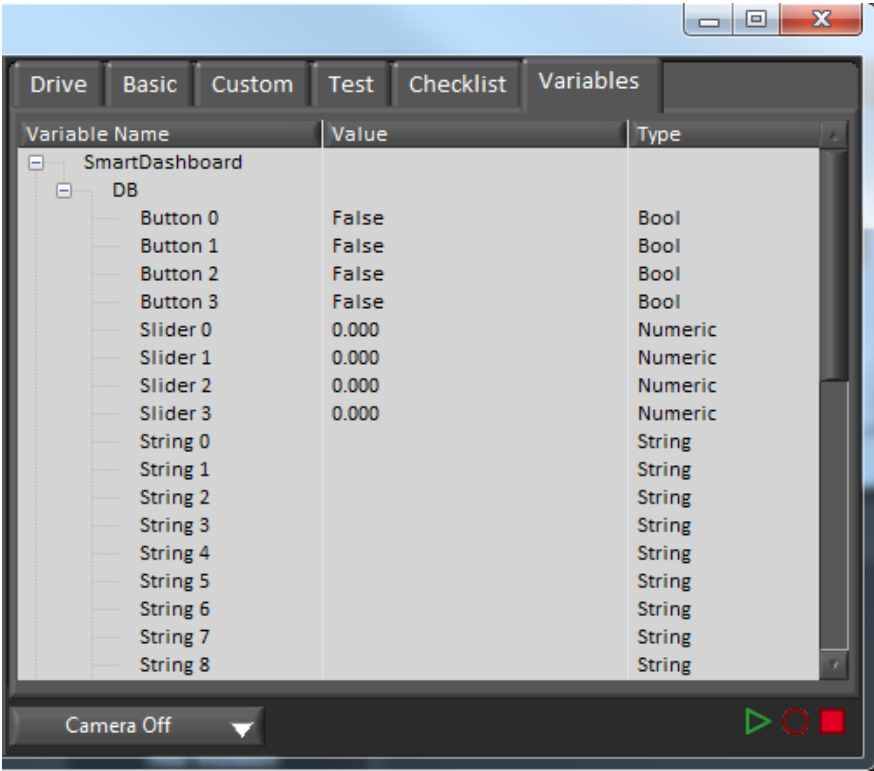 Drive Basic Custom Test Checklist Variables
Variable Name Value Type
SmartDashboard
DB
Button 0 False Bool
Button 1 False Bool
Button 2 False Bool
Button 3 False Bool
Slider 0 0.000 Numeric
Slider 1 0.000 Numeric
Slider 2 0.000 Numeric
Slider 3 0.000 Numeric
String 0 String
String 1 String
String 2 String
String 3 String
String 4 String
String 5 String
String 6 String
String 7 String
String 8 String
Camera Off